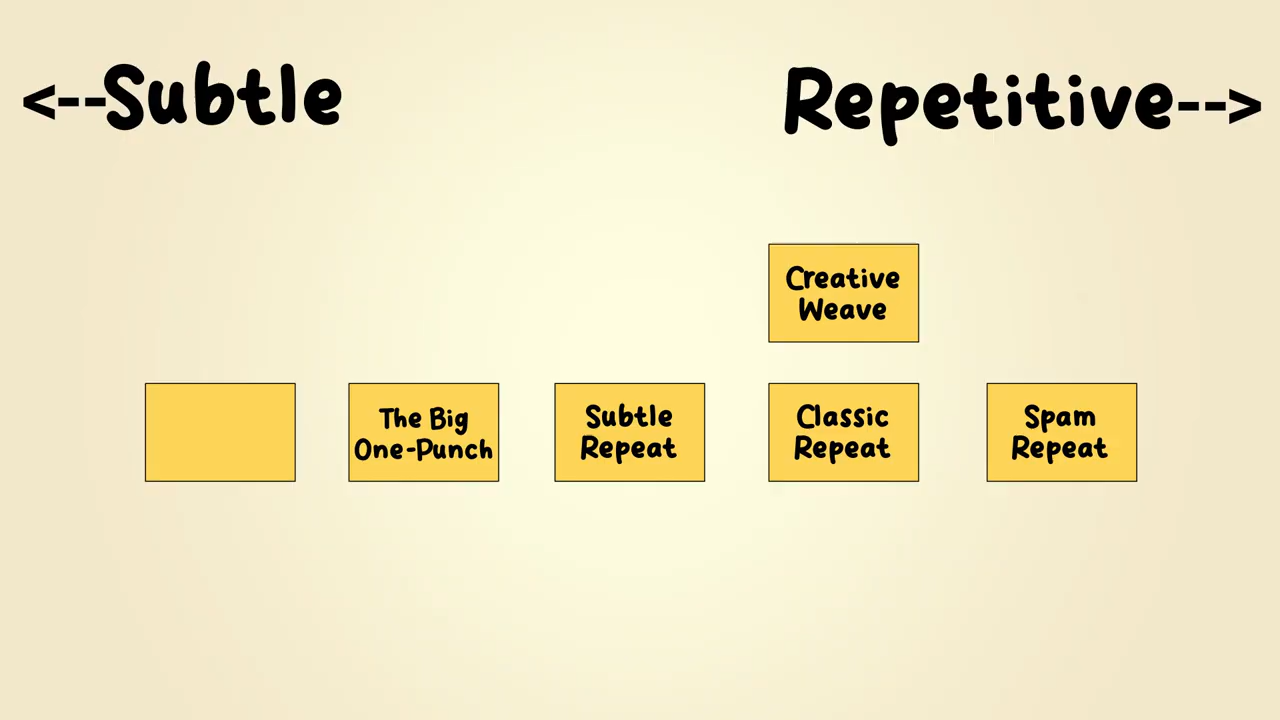 <--Subtle
Repetitive-->
Creative
Weave
The Big
One-Punch
Subtle
Repeat
Classic
Repeat
Spam
Repeat